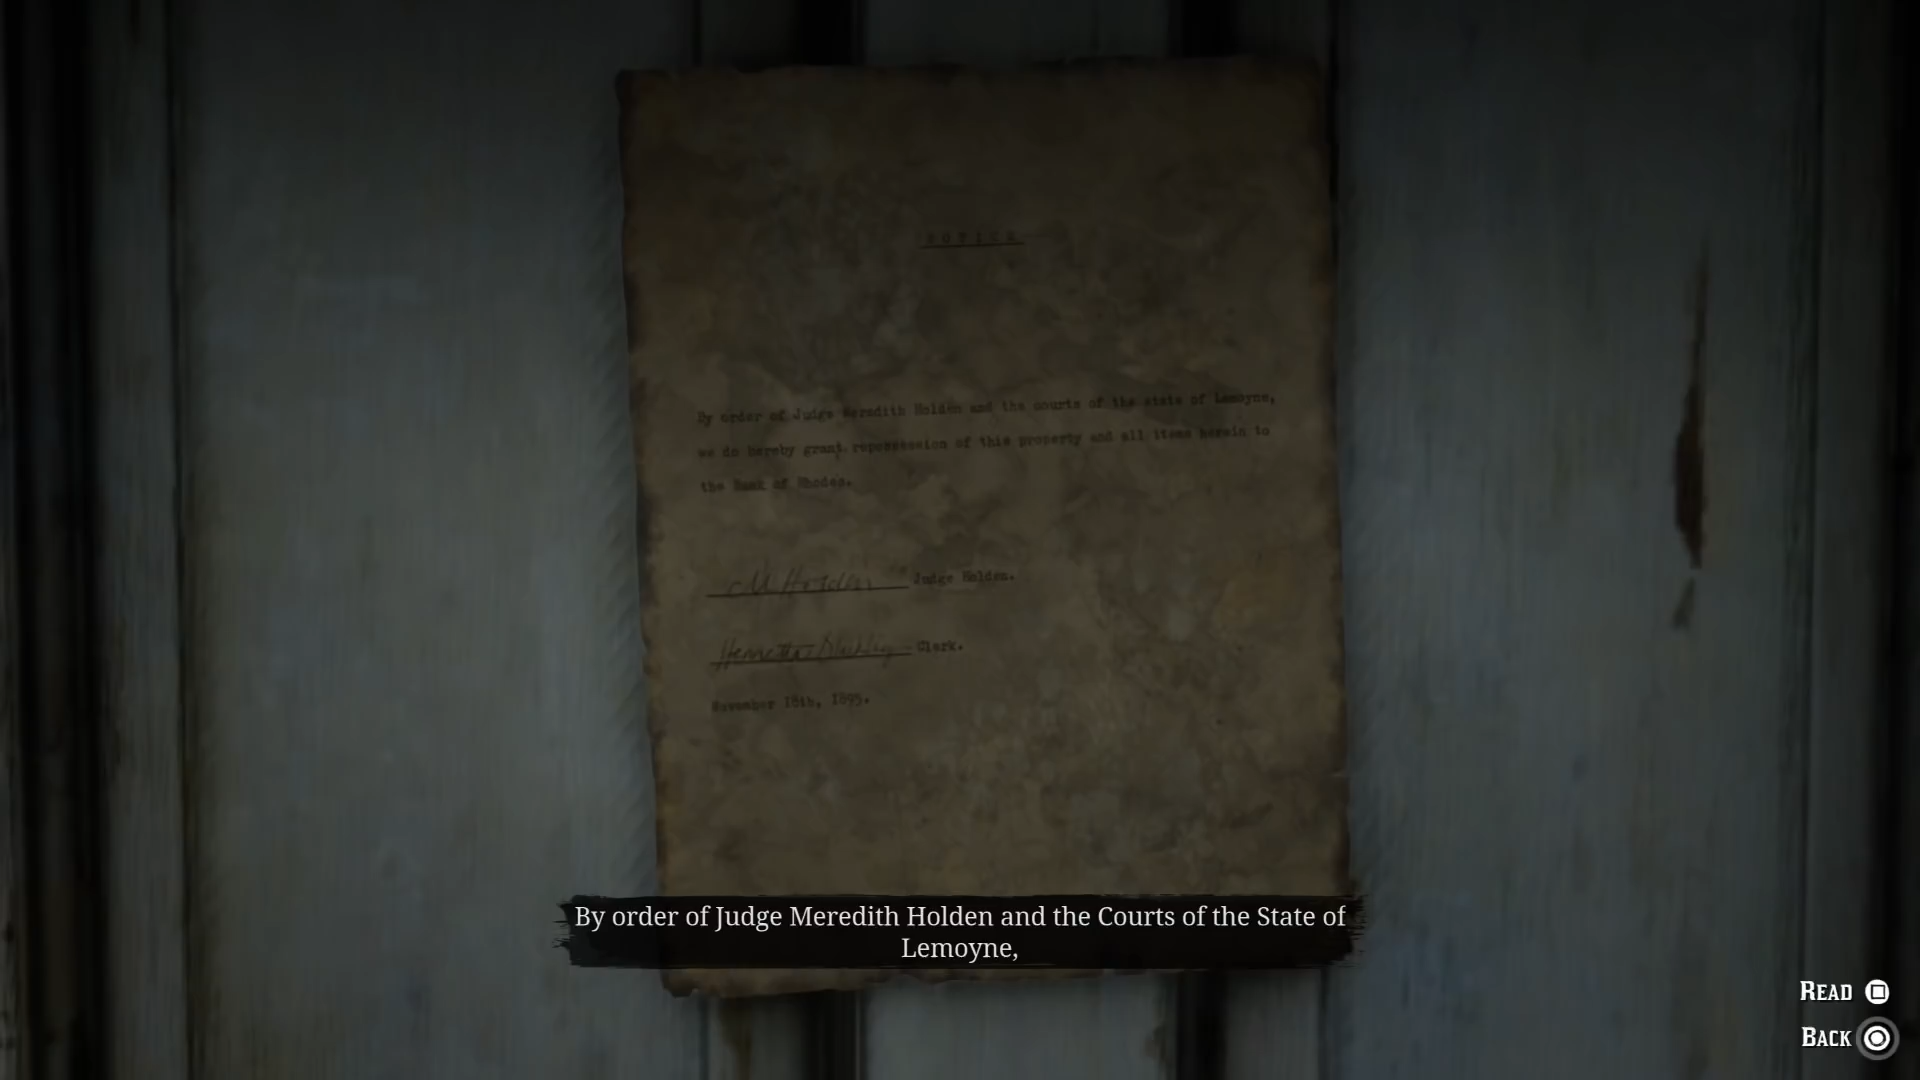 NOTICE
By order of Judge Meredith Holden and the courts of the state of Lemoyne,
we do hereby grant repossession of this property and all items herein to
the Bank of Rhodes.
M Holden Judge Holden.
Henrietta Clerk.
November 18th, 1895.
By order of Judge Meredith Holden and the Courts of the State of
Lemoyne,
READ
BACK